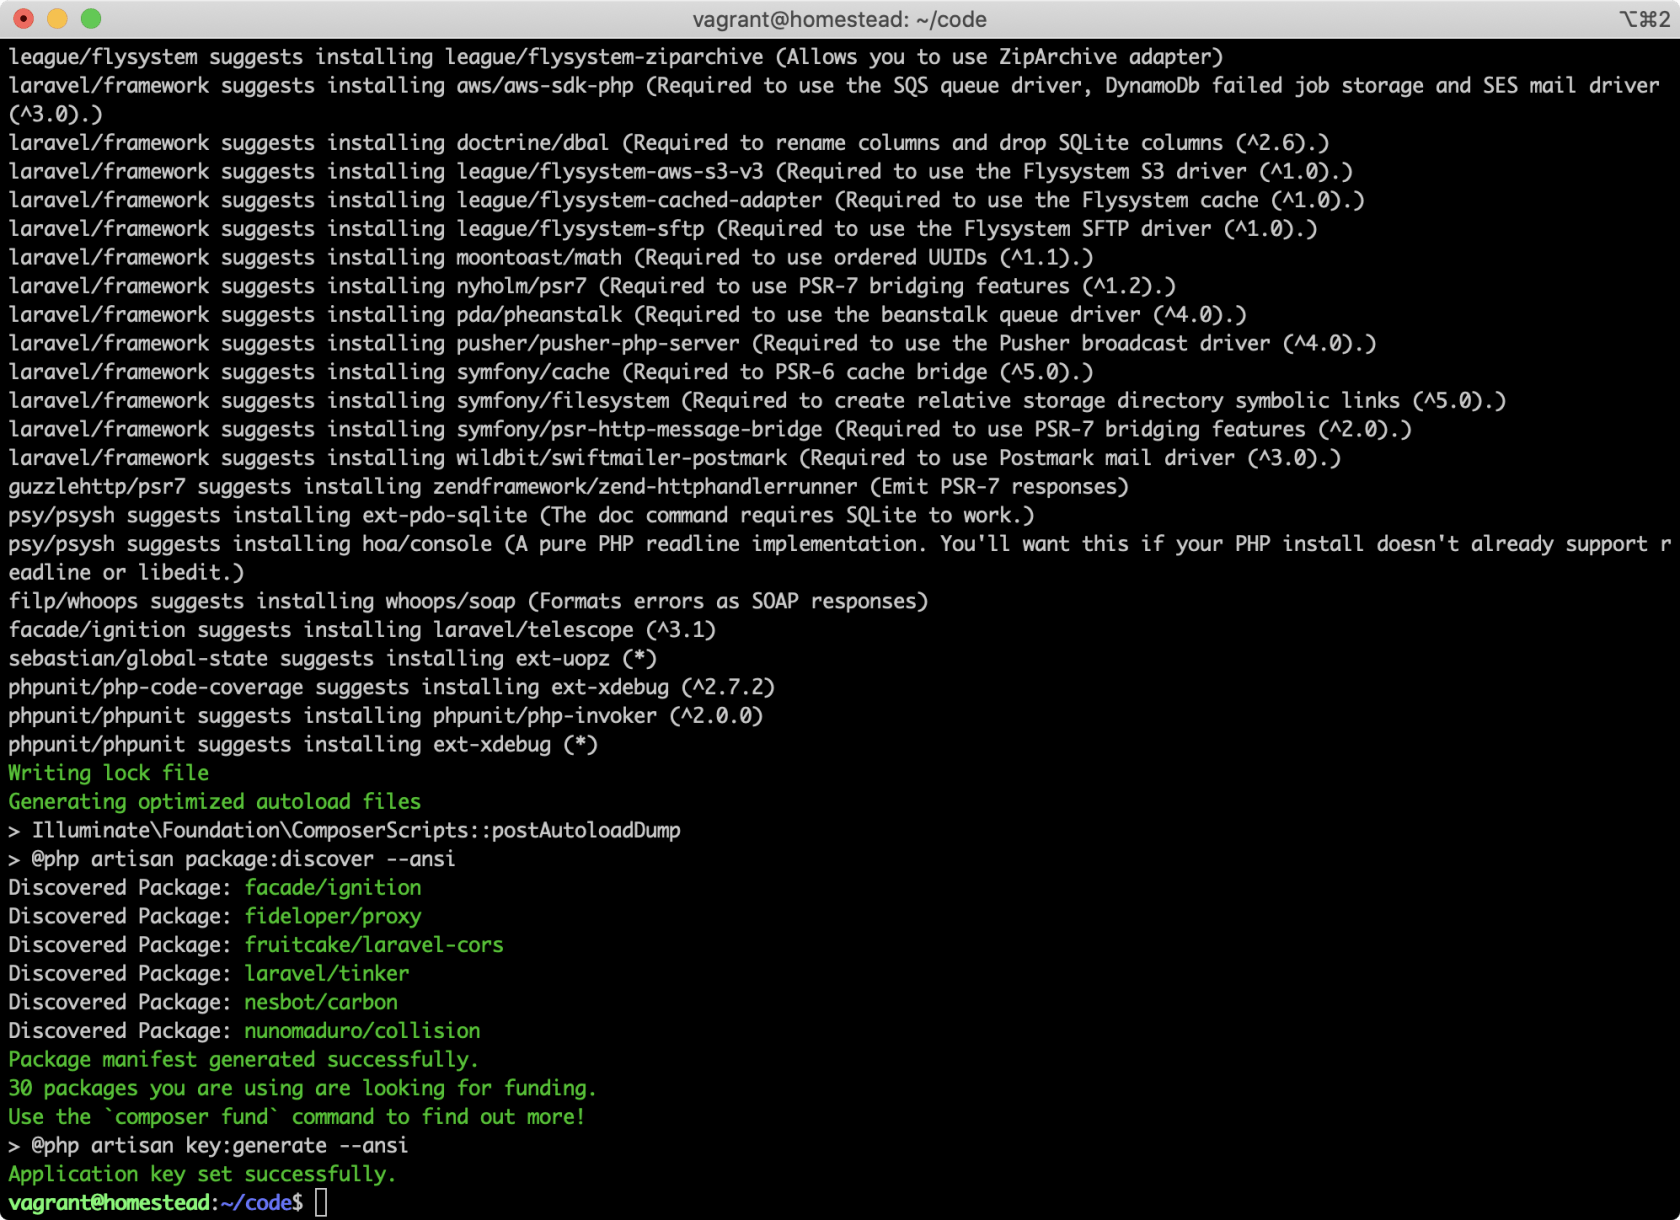 vagrant@homestead: ~/code
⌥⌘2
league/flysystem suggests installing league/flysystem-ziparchive (Allows you to use ZipArchive adapter)
laravel/framework suggests installing aws/aws-sdk-php (Required to use the SQS queue driver, DynamoDb failed job storage and SES mail driver
(^3.0).)
laravel/framework suggests installing doctrine/dbal (Required to rename columns and drop SQLite columns (^2.6).)
laravel/framework suggests installing league/flysystem-aws-s3-v3 (Required to use the Flysystem S3 driver (^1.0).)
laravel/framework suggests installing league/flysystem-cached-adapter (Required to use the Flysystem cache (^1.0).)
laravel/framework suggests installing league/flysystem-sftp (Required to use the Flysystem SFTP driver (^1.0).)
laravel/framework suggests installing moontoast/math (Required to use ordered UUIDs (^1.1).)
laravel/framework suggests installing nyholm/psr7 (Required to use PSR-7 bridging features (^1.2).)
laravel/framework suggests installing pda/pheanstalk (Required to use the beanstalk queue driver (^4.0).)
laravel/framework suggests installing pusher/pusher-php-server (Required to use the Pusher broadcast driver (^4.0).)
laravel/framework suggests installing symfony/cache (Required to PSR-6 cache bridge (^5.0).)
laravel/framework suggests installing symfony/filesystem (Required to create relative storage directory symbolic links (^5.0).)
laravel/framework suggests installing symfony/psr-http-message-bridge (Required to use PSR-7 bridging features (^2.0).)
laravel/framework suggests installing wildbit/swiftmailer-postmark (Required to use Postmark mail driver (^3.0).)
guzzlehttp/psr7 suggests installing zendframework/zend-httphandlerrunner (Emit PSR-7 responses)
psy/psysh suggests installing ext-pdo-sqlite (The doc command requires SQLite to work.)
psy/psysh suggests installing hoa/console (A pure PHP readline implementation. You'll want this if your PHP install doesn't already support r
eadline or libedit.)
filp/whoops suggests installing whoops/soap (Formats errors as SOAP responses)
facade/ignition suggests installing laravel/telescope (^3.1)
sebastian/global-state suggests installing ext-uopz (*)
phpunit/php-code-coverage suggests installing ext-xdebug (^2.7.2)
phpunit/phpunit suggests installing phpunit/php-invoker (^2.0.0)
phpunit/phpunit suggests installing ext-xdebug (*)
Writing lock file
Generating optimized autoload files
> Illuminate\Foundation\ComposerScripts::postAutoloadDump
> @php artisan package:discover --ansi
Discovered Package: facade/ignition
Discovered Package: fideloper/proxy
Discovered Package: fruitcake/laravel-cors
Discovered Package: laravel/tinker
Discovered Package: nesbot/carbon
Discovered Package: nunomaduro/collision
Package manifest generated successfully.
30 packages you are using are looking for funding.
Use the `composer fund` command to find out more!
> @php artisan key:generate --ansi
Application key set successfully.
vagrant@homestead:~/code$